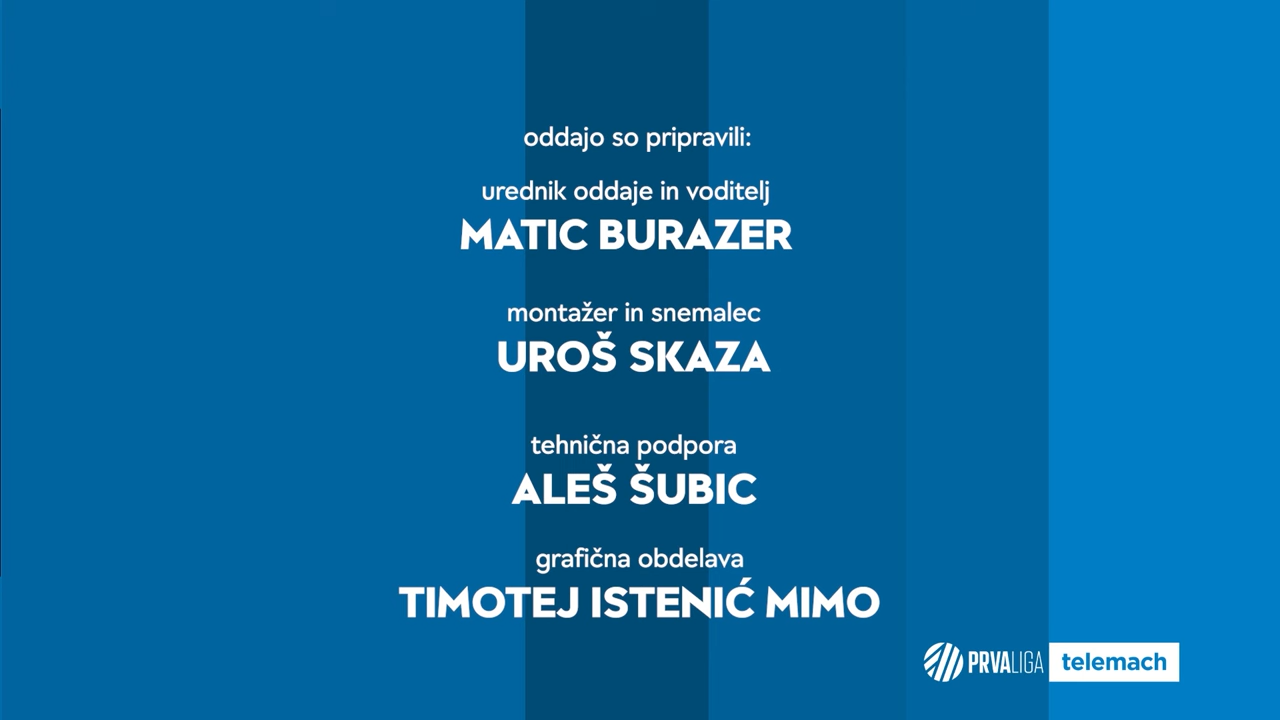 oddajo so pripravili:
urednik oddaje in voditelj
MATIC BURAZER
montažer in snemalec
UROŠ SKAZA
tehnična podpora
ALEŠ ŠUBIC
grafična obdelava
TIMOTEJ ISTENIĆ MIMO
PRVALIGA telemach